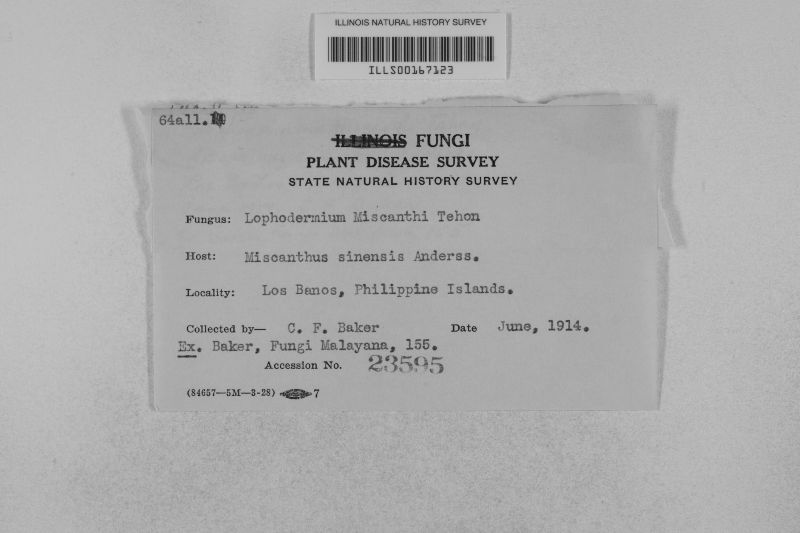 ILLINOIS NATURAL HISTORY SURVEY
ILLS00167123
64all.
ILLINOIS FUNGI
PLANT DISEASE SURVEY
STATE NATURAL HISTORY SURVEY
Fungus: Lophodermium Miscanthi Tehon
Host: Miscanthus sinensis Anderss.
Locality: Los Banos, Philippine Islands.
Collected by— C. F. Baker Date June, 1914.
Ex. Baker, Fungi Malayana, 155.
Accession No. 23595
(84657—5M—3-28) 7